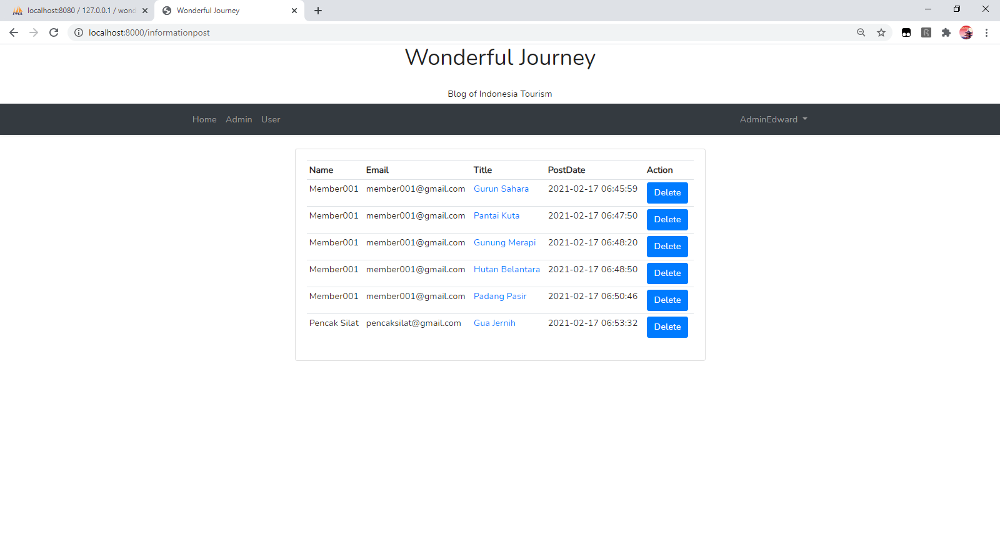 localhost:8080 / 127.0.0.1 / wond
Wonderful Journey
localhost:8000/informationpost
Wonderful Journey
Blog of Indonesia Tourism
Home Admin User AdminEdward
Name Email Title PostDate Action
Member001 member001@gmail.com Gurun Sahara 2021-02-17 06:45:59 Delete
Member001 member001@gmail.com Pantai Kuta 2021-02-17 06:47:50 Delete
Member001 member001@gmail.com Gunung Merapi 2021-02-17 06:48:20 Delete
Member001 member001@gmail.com Hutan Belantara 2021-02-17 06:48:50 Delete
Member001 member001@gmail.com Padang Pasir 2021-02-17 06:50:46 Delete
Pencak Silat pencaksilat@gmail.com Gua Jernih 2021-02-17 06:53:32 Delete